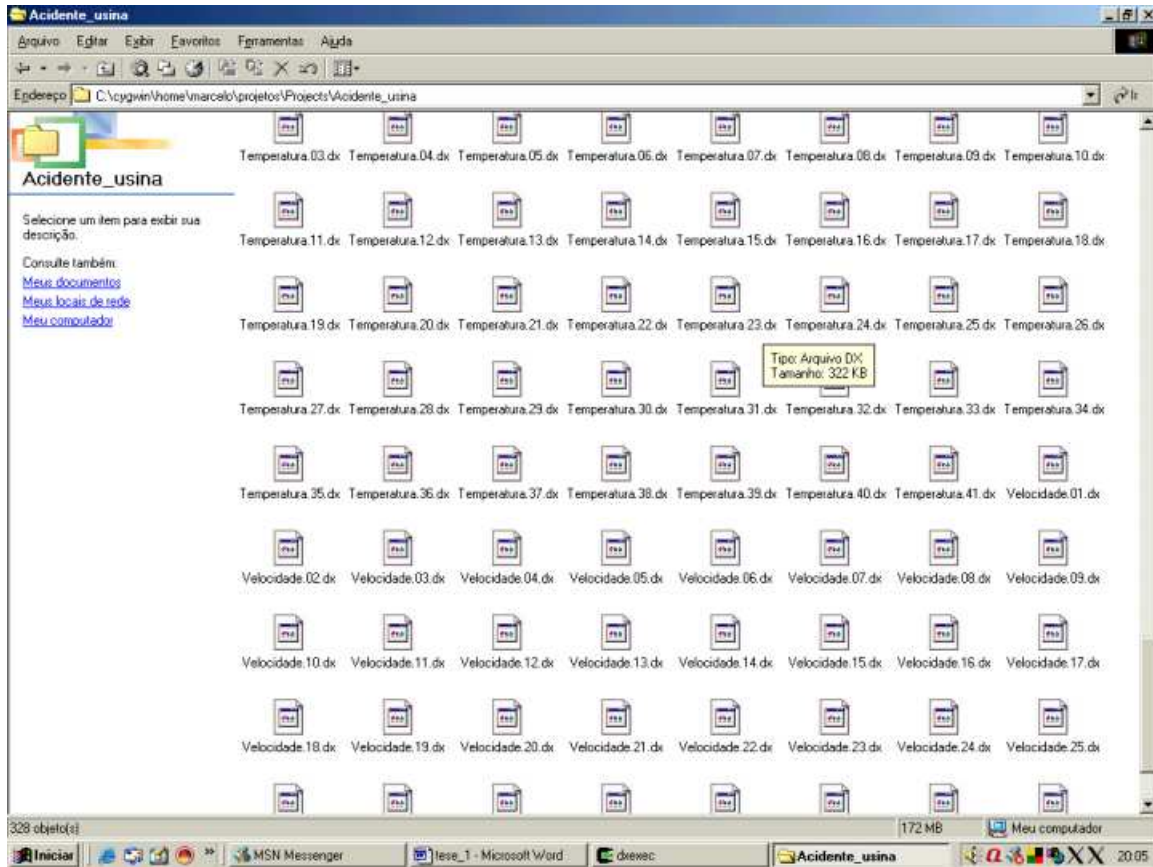 Acidente_usina
Arquivo Editar Exibir Favoritos Ferramentas Ajuda
Endereço C:\cygwin\home\marcelo\projetos\Projects\Acidente_usina Ir
Acidente_usina
Selecione um item para exibir sua
descrição.
Consulte também:
Meus documentos
Meus locais de rede
Meu computador
Temperatura.03.dx Temperatura.04.dx Temperatura.05.dx Temperatura.06.dx Temperatura.07.dx Temperatura.08.dx Temperatura.09.dx Temperatura.10.dx
Temperatura.11.dx Temperatura.12.dx Temperatura.13.dx Temperatura.14.dx Temperatura.15.dx Temperatura.16.dx Temperatura.17.dx Temperatura.18.dx
Temperatura.19.dx Temperatura.20.dx Temperatura.21.dx Temperatura.22.dx Temperatura.23.dx Temperatura.24.dx Temperatura.25.dx Temperatura.26.dx
Tipo: Arquivo DX
Tamanho: 322 KB
Temperatura.27.dx Temperatura.28.dx Temperatura.29.dx Temperatura.30.dx Temperatura.31.dx Temperatura.32.dx Temperatura.33.dx Temperatura.34.dx
Temperatura.35.dx Temperatura.36.dx Temperatura.37.dx Temperatura.38.dx Temperatura.39.dx Temperatura.40.dx Temperatura.41.dx Velocidade.01.dx
Velocidade.02.dx Velocidade.03.dx Velocidade.04.dx Velocidade.05.dx Velocidade.06.dx Velocidade.07.dx Velocidade.08.dx Velocidade.09.dx
Velocidade.10.dx Velocidade.11.dx Velocidade.12.dx Velocidade.13.dx Velocidade.14.dx Velocidade.15.dx Velocidade.16.dx Velocidade.17.dx
Velocidade.18.dx Velocidade.19.dx Velocidade.20.dx Velocidade.21.dx Velocidade.22.dx Velocidade.23.dx Velocidade.24.dx Velocidade.25.dx
328 objeto(s) 172 MB Meu computador
Iniciar MSN Messenger tese_1 - Microsoft Word dxexec Acidente_usina 20:05